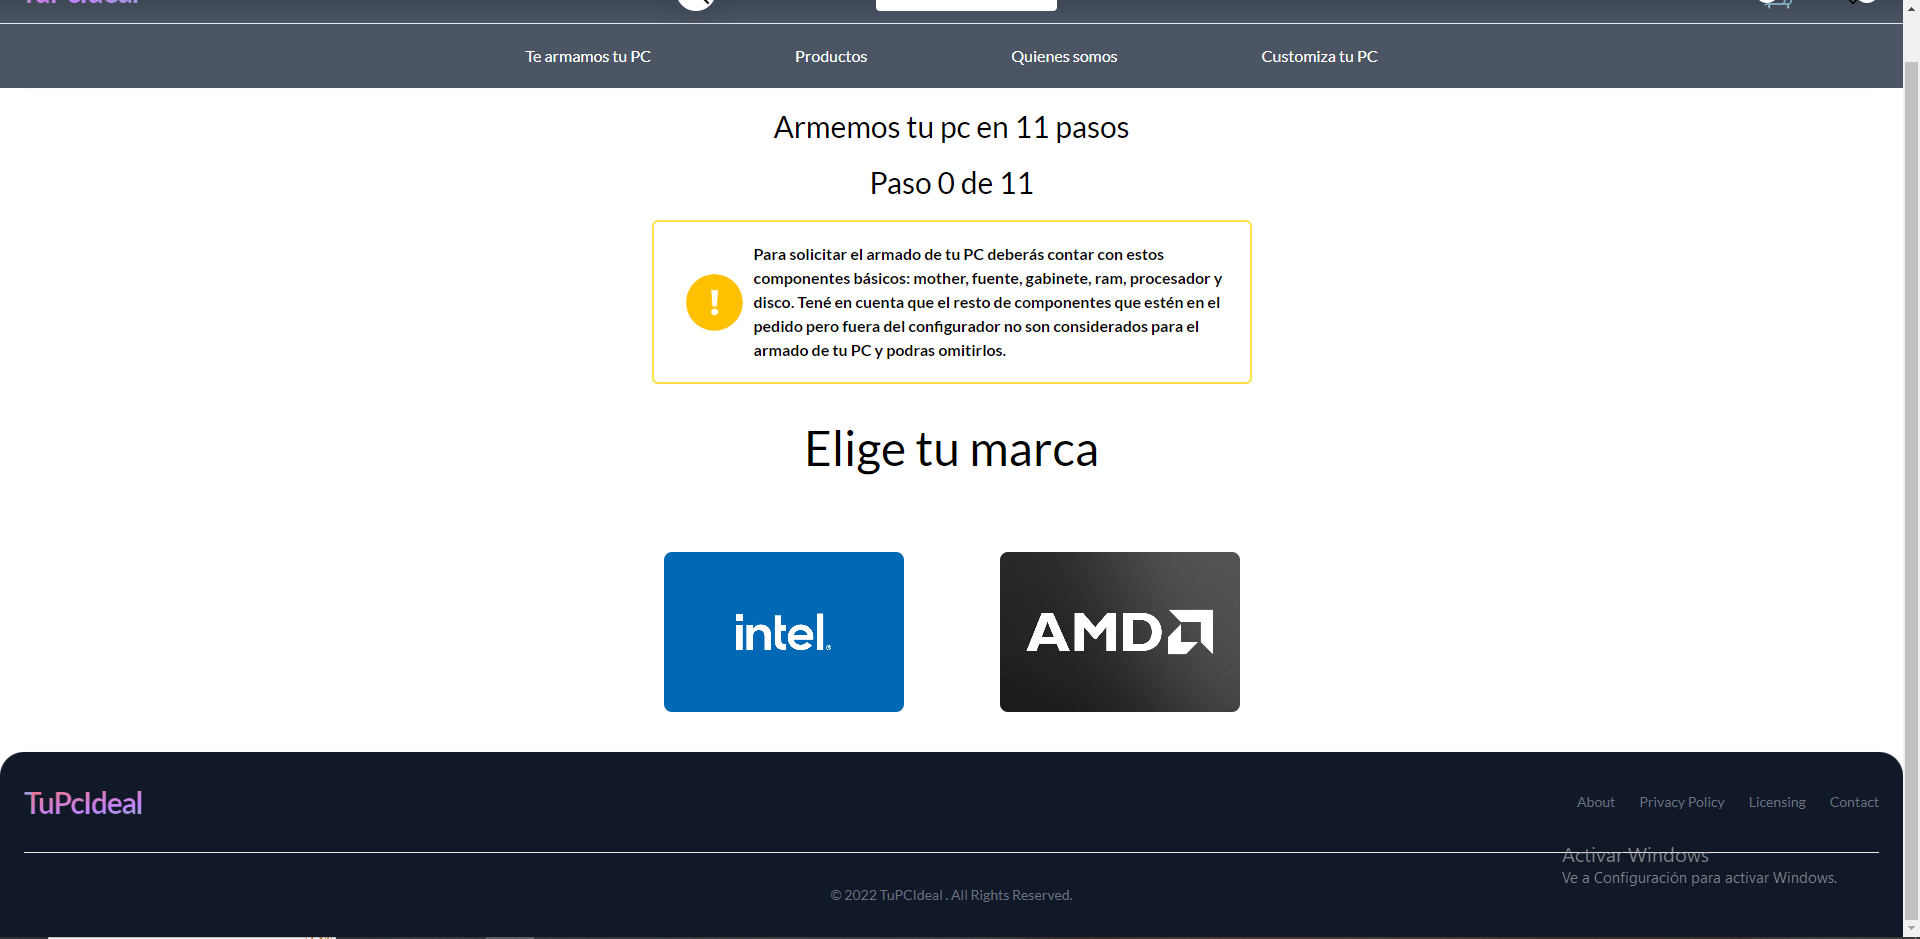 TuPcIdeal
Te armamos tu PC
Productos
Quienes somos
Customiza tu PC
Armemos tu pc en 11 pasos
Paso 0 de 11
Para solicitar el armado de tu PC deberás contar con estos
componentes básicos: mother, fuente, gabinete, ram, procesador y
disco. Tené en cuenta que el resto de componentes que estén en el
pedido pero fuera del configurador no son considerados para el
armado de tu PC y podras omitirlos.
Elige tu marca
intel®
AMD
TuPcIdeal
About
Privacy Policy
Licensing
Contact
Activar Windows
Ve a Configuración para activar Windows.
© 2022 TuPCIdeal . All Rights Reserved.